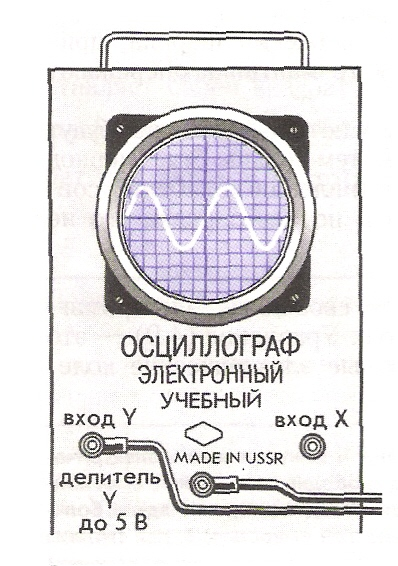 ОСЦИЛЛОГРАФ
ЭЛЕКТРОННЫЙ
УЧЕБНЫЙ
вход Y
вход X
MADE IN USSR
делитель
Y
до 5 В